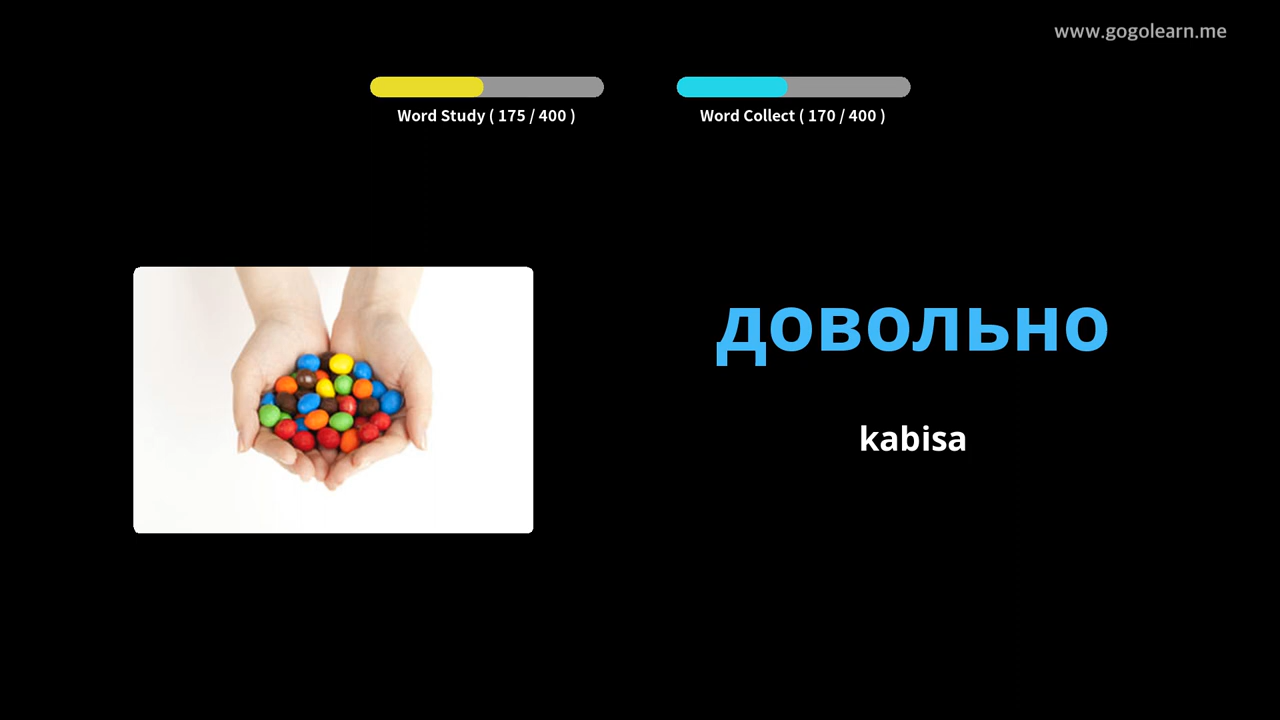 www.gogolearn.me
Word Study ( 175 / 400 )
Word Collect ( 170 / 400 )
довольно
kabisa